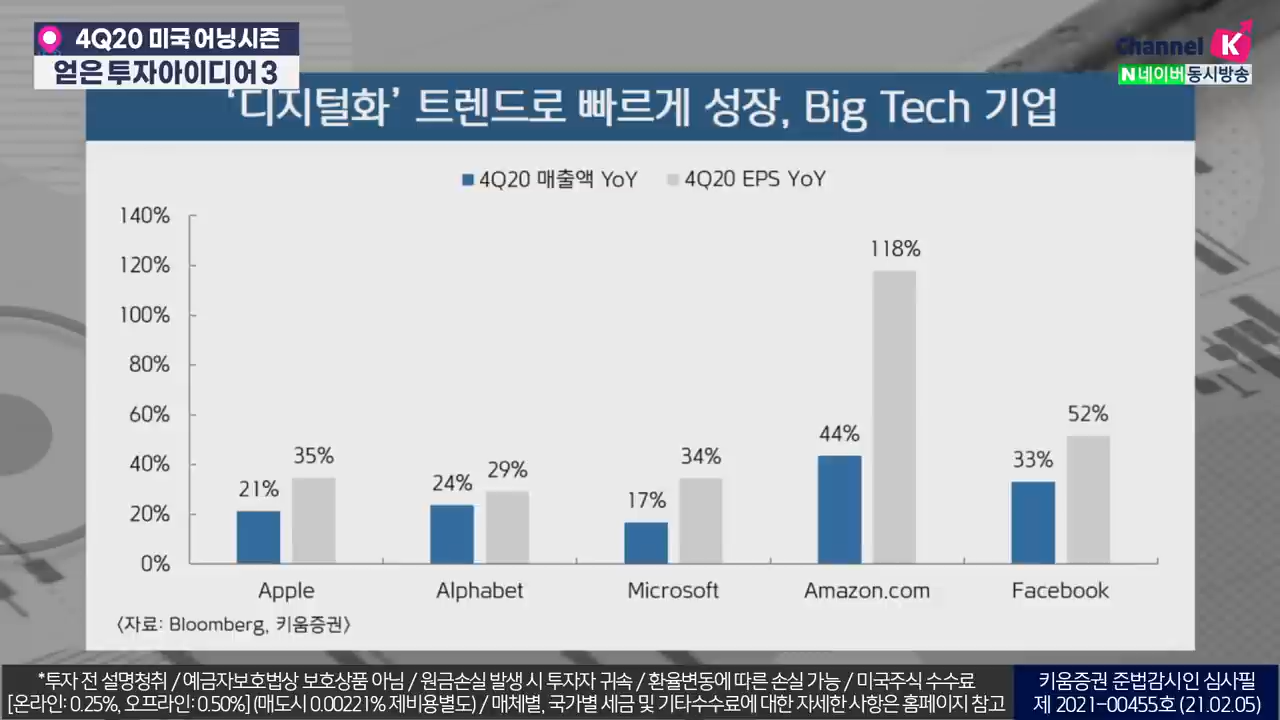 4Q20 미국 어닝시즌
얻은 투자아이디어 3
Channel K
N 네이버 동시방송
'디지털화' 트렌드로 빠르게 성장, Big Tech 기업
4Q20 매출액 YoY 4Q20 EPS YoY
140%
120%
100%
80%
60%
40%
20%
0%
21% 35% 24% 29% 17% 34% 44% 118% 33% 52%
Apple Alphabet Microsoft Amazon.com Facebook
〈자료: Bloomberg, 키움증권〉
*투자 전 설명청취 / 예금자보호법상 보호상품 아님 / 원금손실 발생 시 투자자 귀속 / 환율변동에 따른 손실 가능 / 미국주식 수수료
[온라인: 0.25%, 오프라인: 0.50%] (매도시 0.00221% 제비용별도) / 매체별, 국가별 세금 및 기타수수료에 대한 자세한 사항은 홈페이지 참고
키움증권 준법감시인 심사필
제 2021-00455호 (21.02.05)